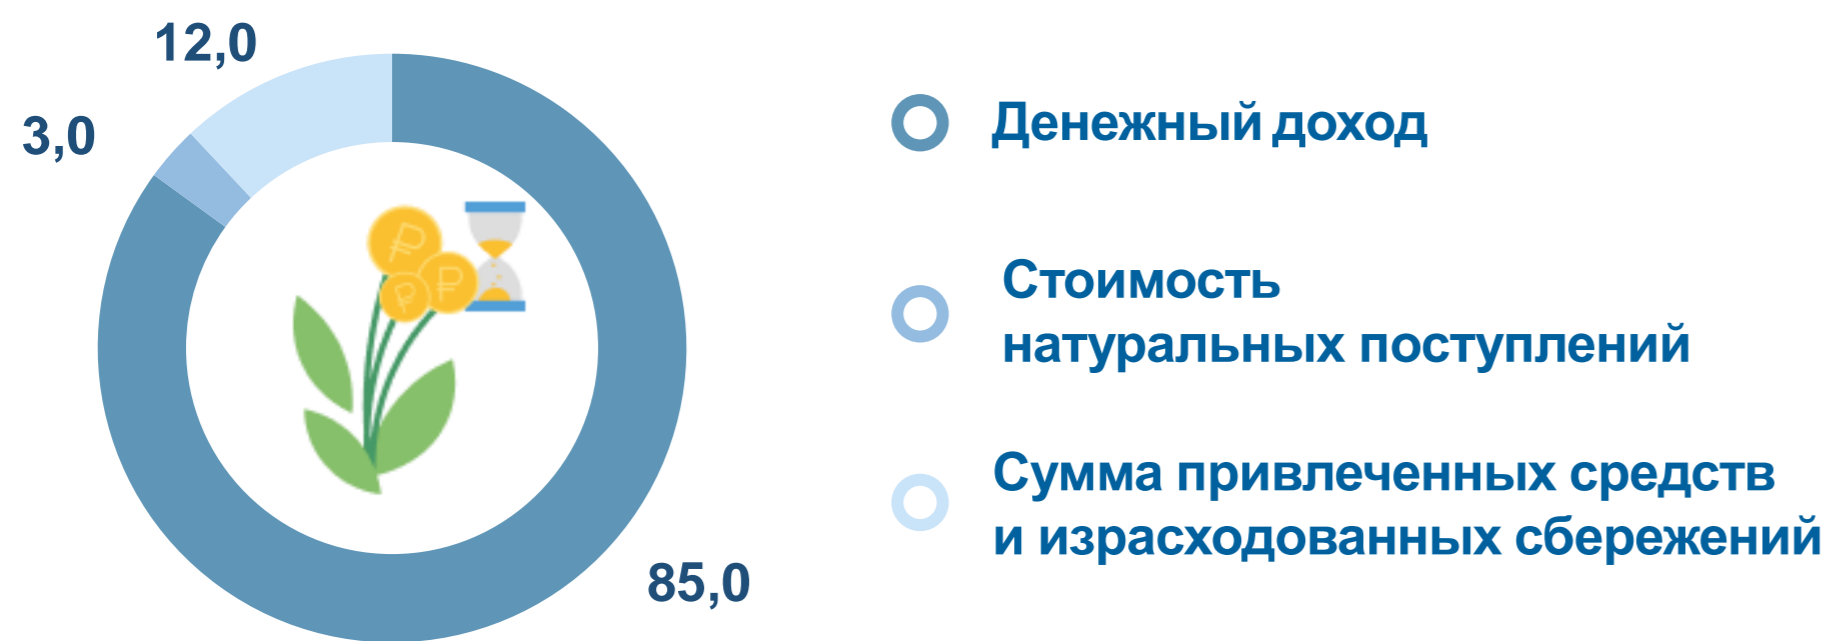 12,0
3,0
85,0
Денежный доход
Стоимость
натуральных поступлений
Сумма привлеченных средств
и израсходованных сбережений